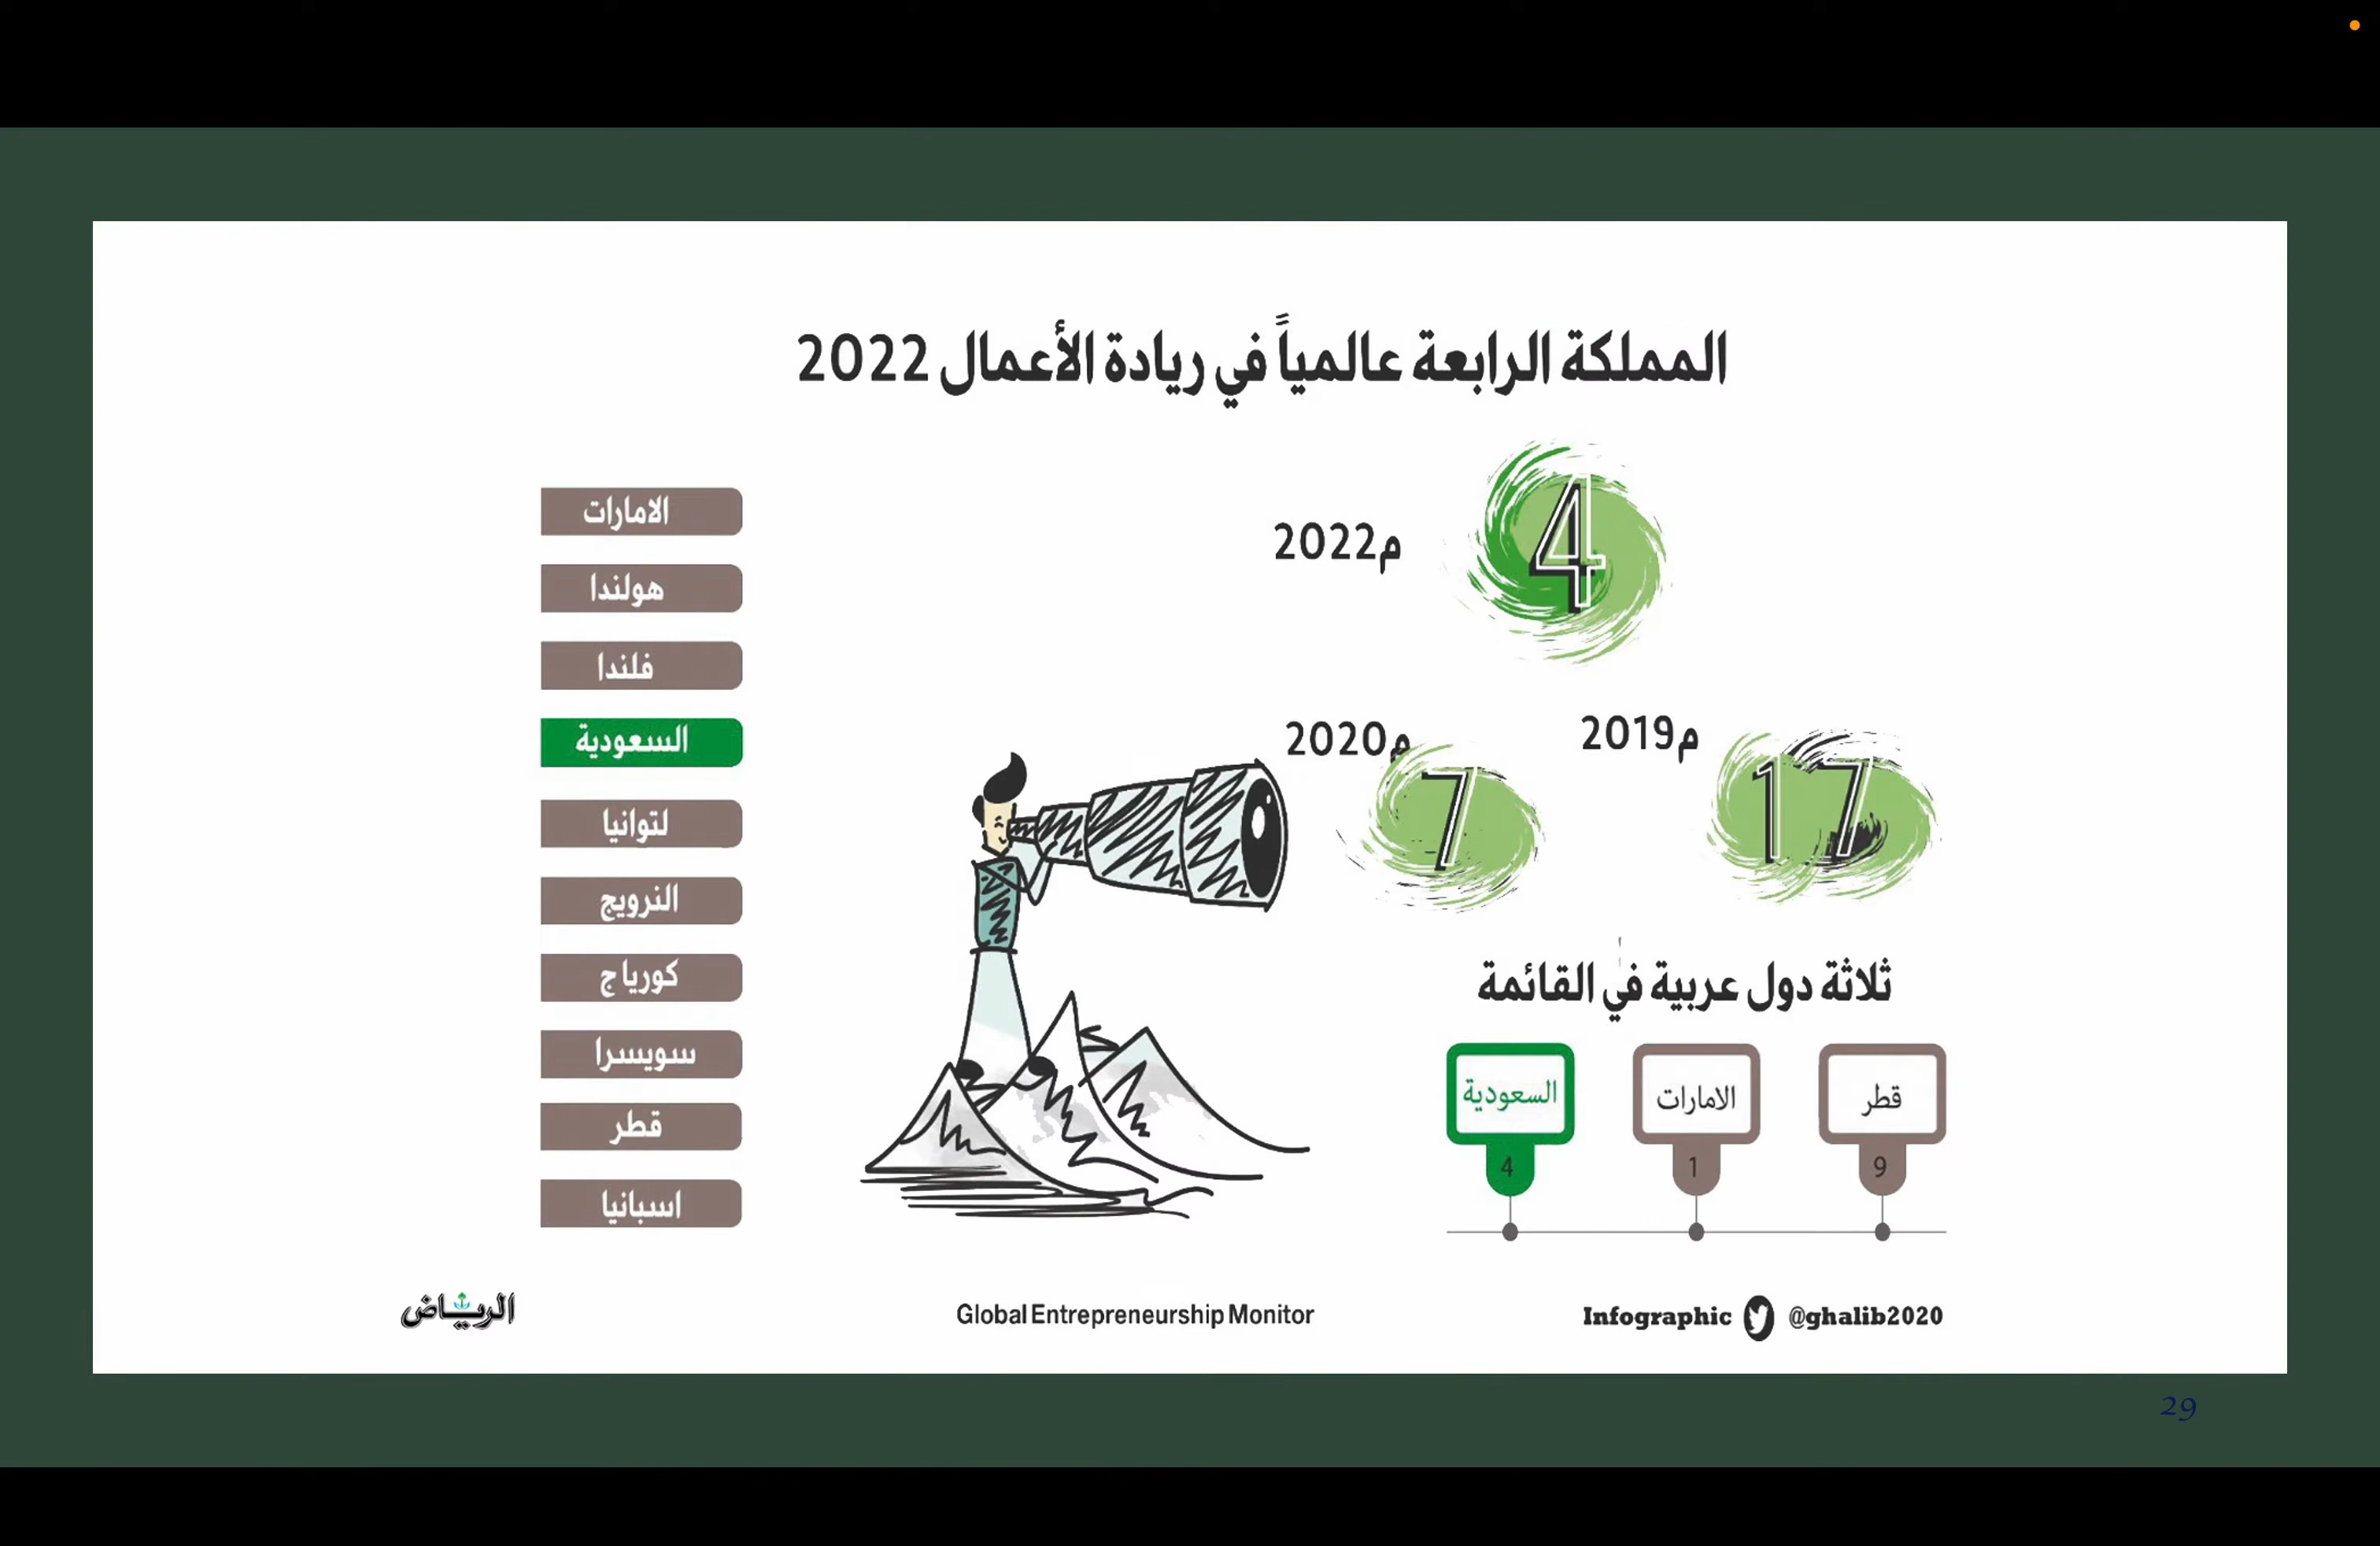 المملكة الرابعة عالمياً في ريادة الأعمال 2022
4
2022م
2019م
17
2020م
7
ثلاثة دول عربية في القائمة
قطر
9
الامارات
1
السعودية
4
الامارات
هولندا
فلندا
السعودية
لتوانيا
النرويج
كورياج
سويسرا
قطر
اسبانيا
الرياض
Global Entrepreneurship Monitor
Infographic @ghalib2020
29